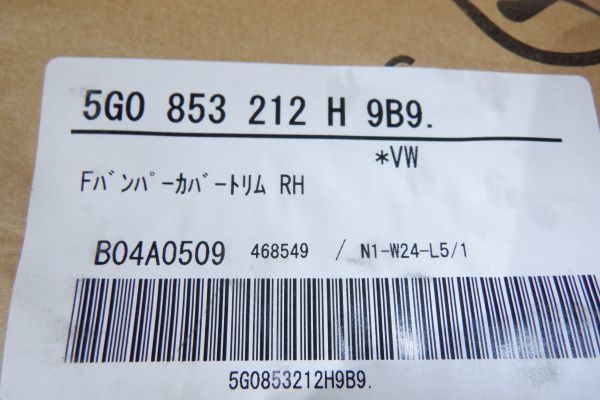 5G0 853 212 H 9B9.
*VW
Fﾊﾞﾝﾊﾟｰｶﾊﾞｰﾄﾘﾑ RH
B04A0509 468549 / N1-W24-L5/1
5G0853212H9B9.